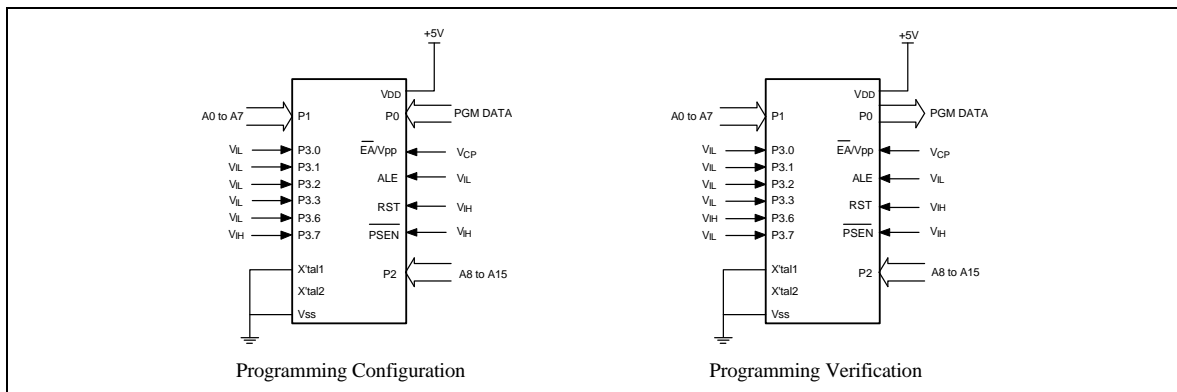 +5V
VDD
A0 to A7 P1 P0 PGM DATA
VIL P3.0 EA/Vpp VCP
VIL P3.1
VIL P3.2 ALE VIL
VIL P3.3
VIL P3.6 RST VIH
VIH P3.7 PSEN VIH
X'tal1 P2 A8 to A15
X'tal2
Vss
Programming Configuration
+5V
VDD
A0 to A7 P1 P0 PGM DATA
VIL P3.0 EA/Vpp VCP
VIL P3.1
VIL P3.2 ALE VIL
VIL P3.3
VIH P3.6 RST VIH
VIL P3.7 PSEN VIH
X'tal1 P2 A8 to A15
X'tal2
Vss
Programming Verification